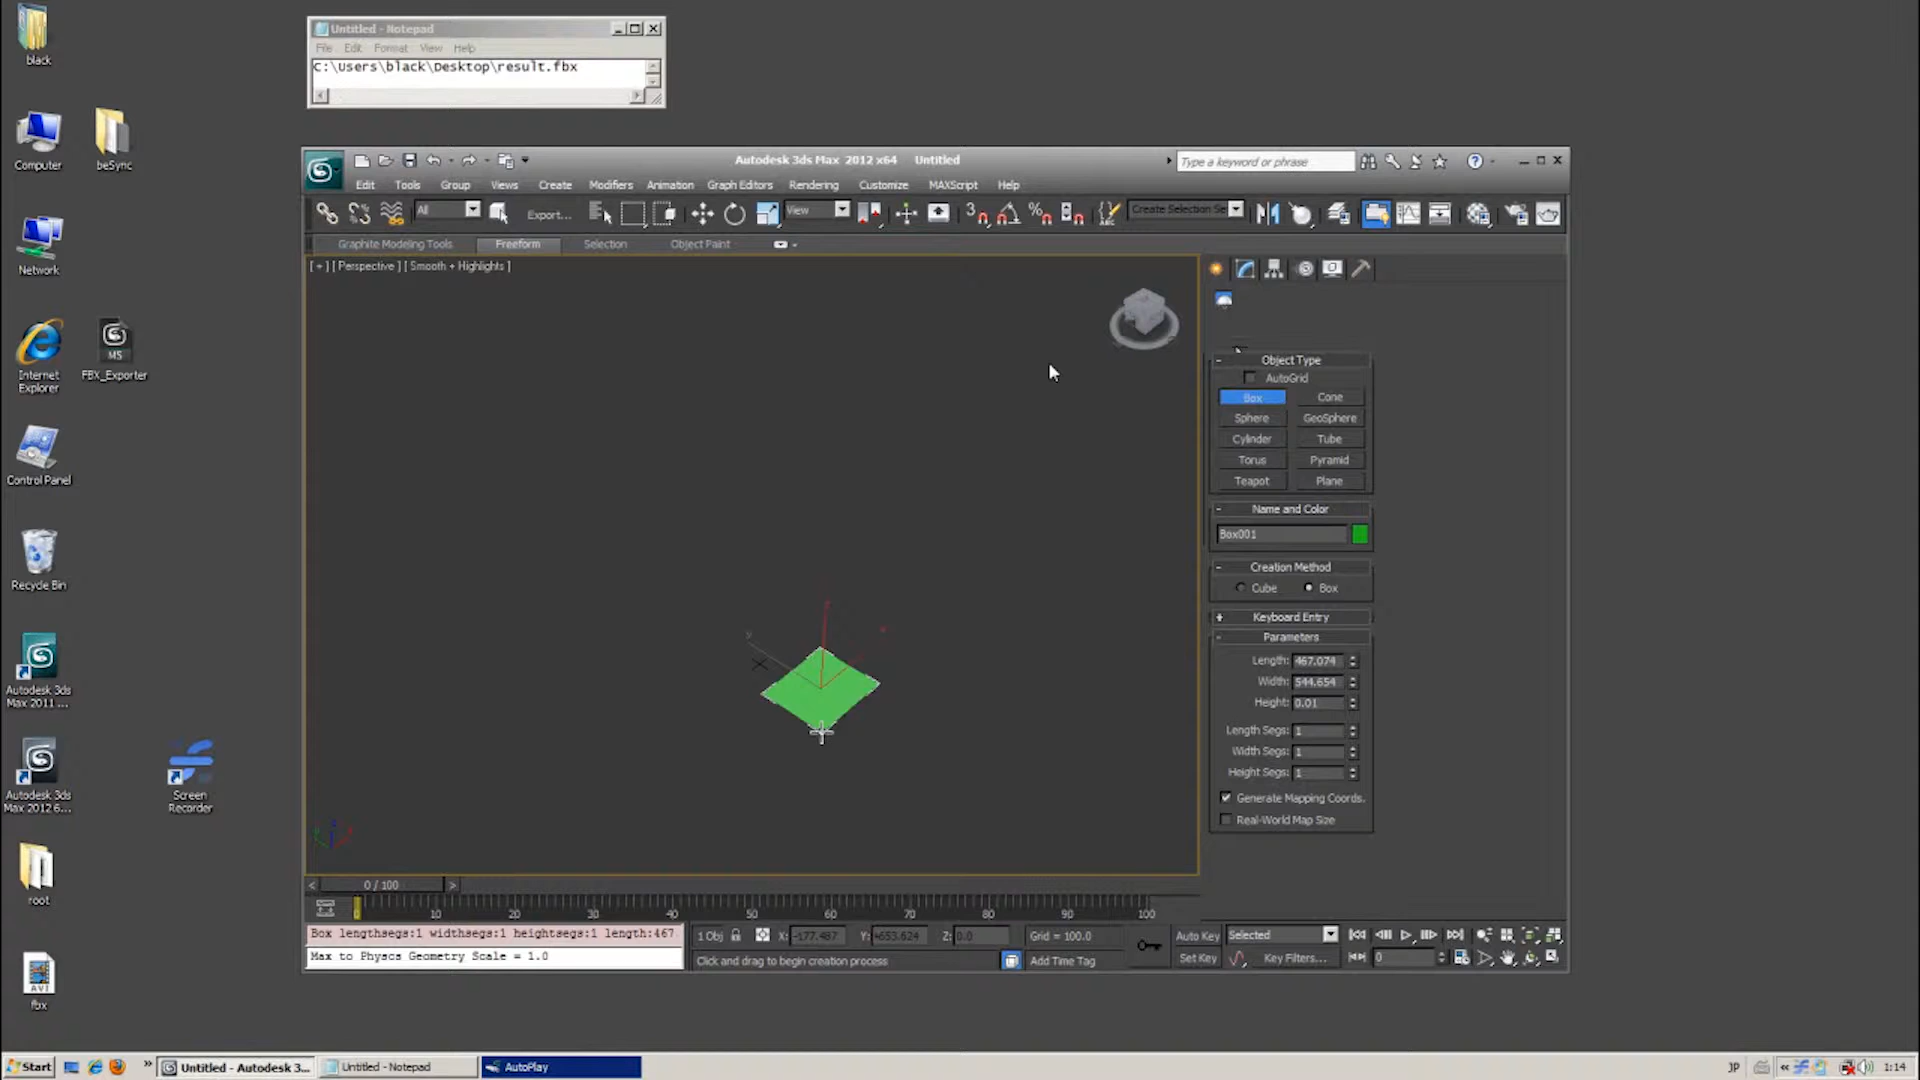 Untitled - Notepad
File Edit Format View Help
C:\Users\black\Desktop\result.fbx
black
Computer
beSync
Network
Internet
Explorer
MS
FBX_Exporter
Control Panel
Recycle Bin
Autodesk 3ds
Max 2011 ...
Autodesk 3ds
Max 2012 6...
Screen
Recorder
root
AVI
fbx
Autodesk 3ds Max 2012 x64 Untitled
Type a keyword or phrase
Edit Tools Group Views Create Modifiers Animation Graph Editors Rendering Customize MAXScript Help
All
Export...
View
3
%
Create Selection Se
Graphite Modeling Tools Freeform Selection Object Paint
[ + ] [ Perspective ] [ Smooth + Highlights ]
- Object Type
AutoGrid
Box Cone
Sphere GeoSphere
Cylinder Tube
Torus Pyramid
Teapot Plane
- Name and Color
Box001
- Creation Method
Cube Box
+ Keyboard Entry
- Parameters
Length: 467.074
Width: 544.654
Height: 0.01
Length Segs: 1
Width Segs: 1
Height Segs: 1
Generate Mapping Coords.
Real-World Map Size
< 0 / 100 >
0 10 20 30 40 50 60 70 80 90 100
Box lengthsegs:1 widthsegs:1 heightsegs:1 length:467
Max to Physcs Geometry Scale = 1.0
1 Obj X: -177.487 Y: -653.624 Z: 0.0 Grid = 100.0
Click and drag to begin creation process
Add Time Tag
Auto Key Selected
Set Key Key Filters... 0
Start
Untitled - Autodesk 3...
Untitled - Notepad
AutoPlay
JP
1:14